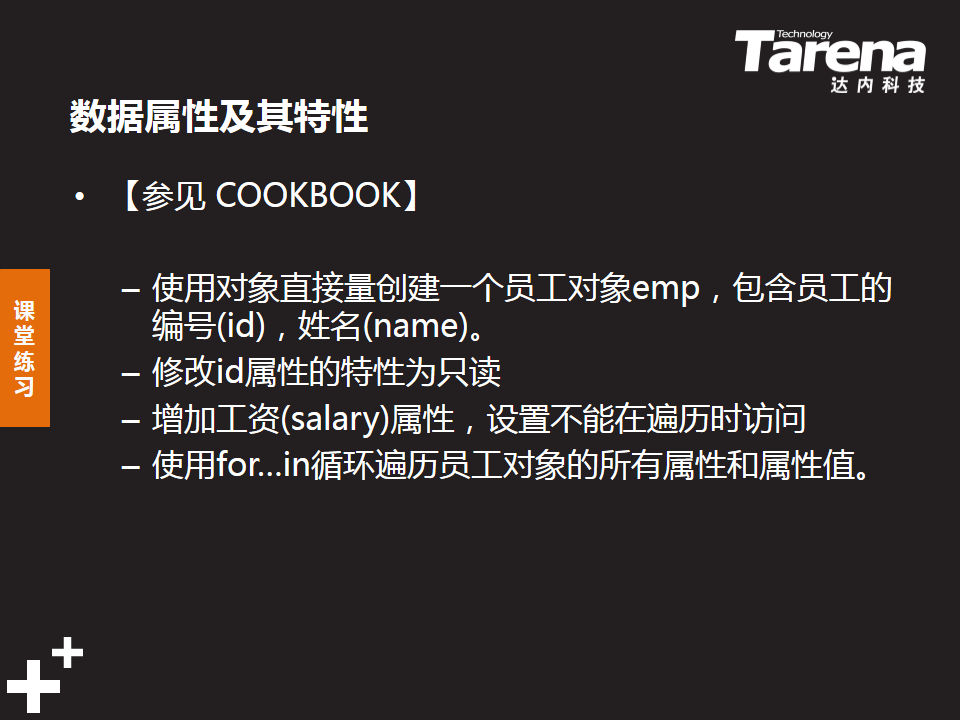 Technology
Tarena
达内科技
数据属性及其特性
• 【参见 COOKBOOK】
– 使用对象直接量创建一个员工对象emp，包含员工的
编号(id)，姓名(name)。
– 修改id属性的特性为只读
– 增加工资(salary)属性，设置不能在遍历时访问
– 使用for...in循环遍历员工对象的所有属性和属性值。
课
堂
练
习